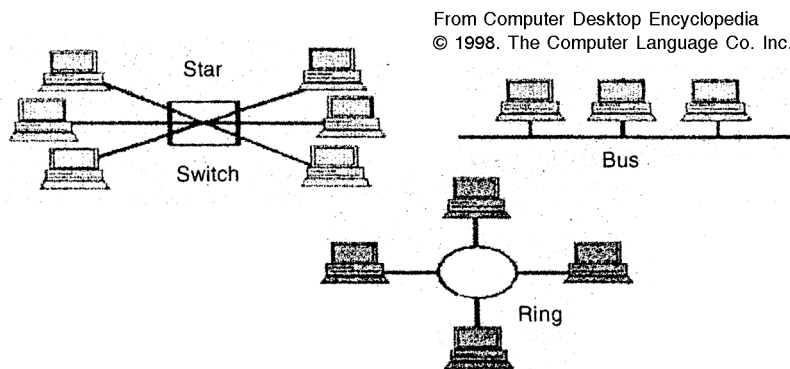 From Computer Desktop Encyclopedia
© 1998. The Computer Language Co. Inc.
Star
Switch
Bus
Ring